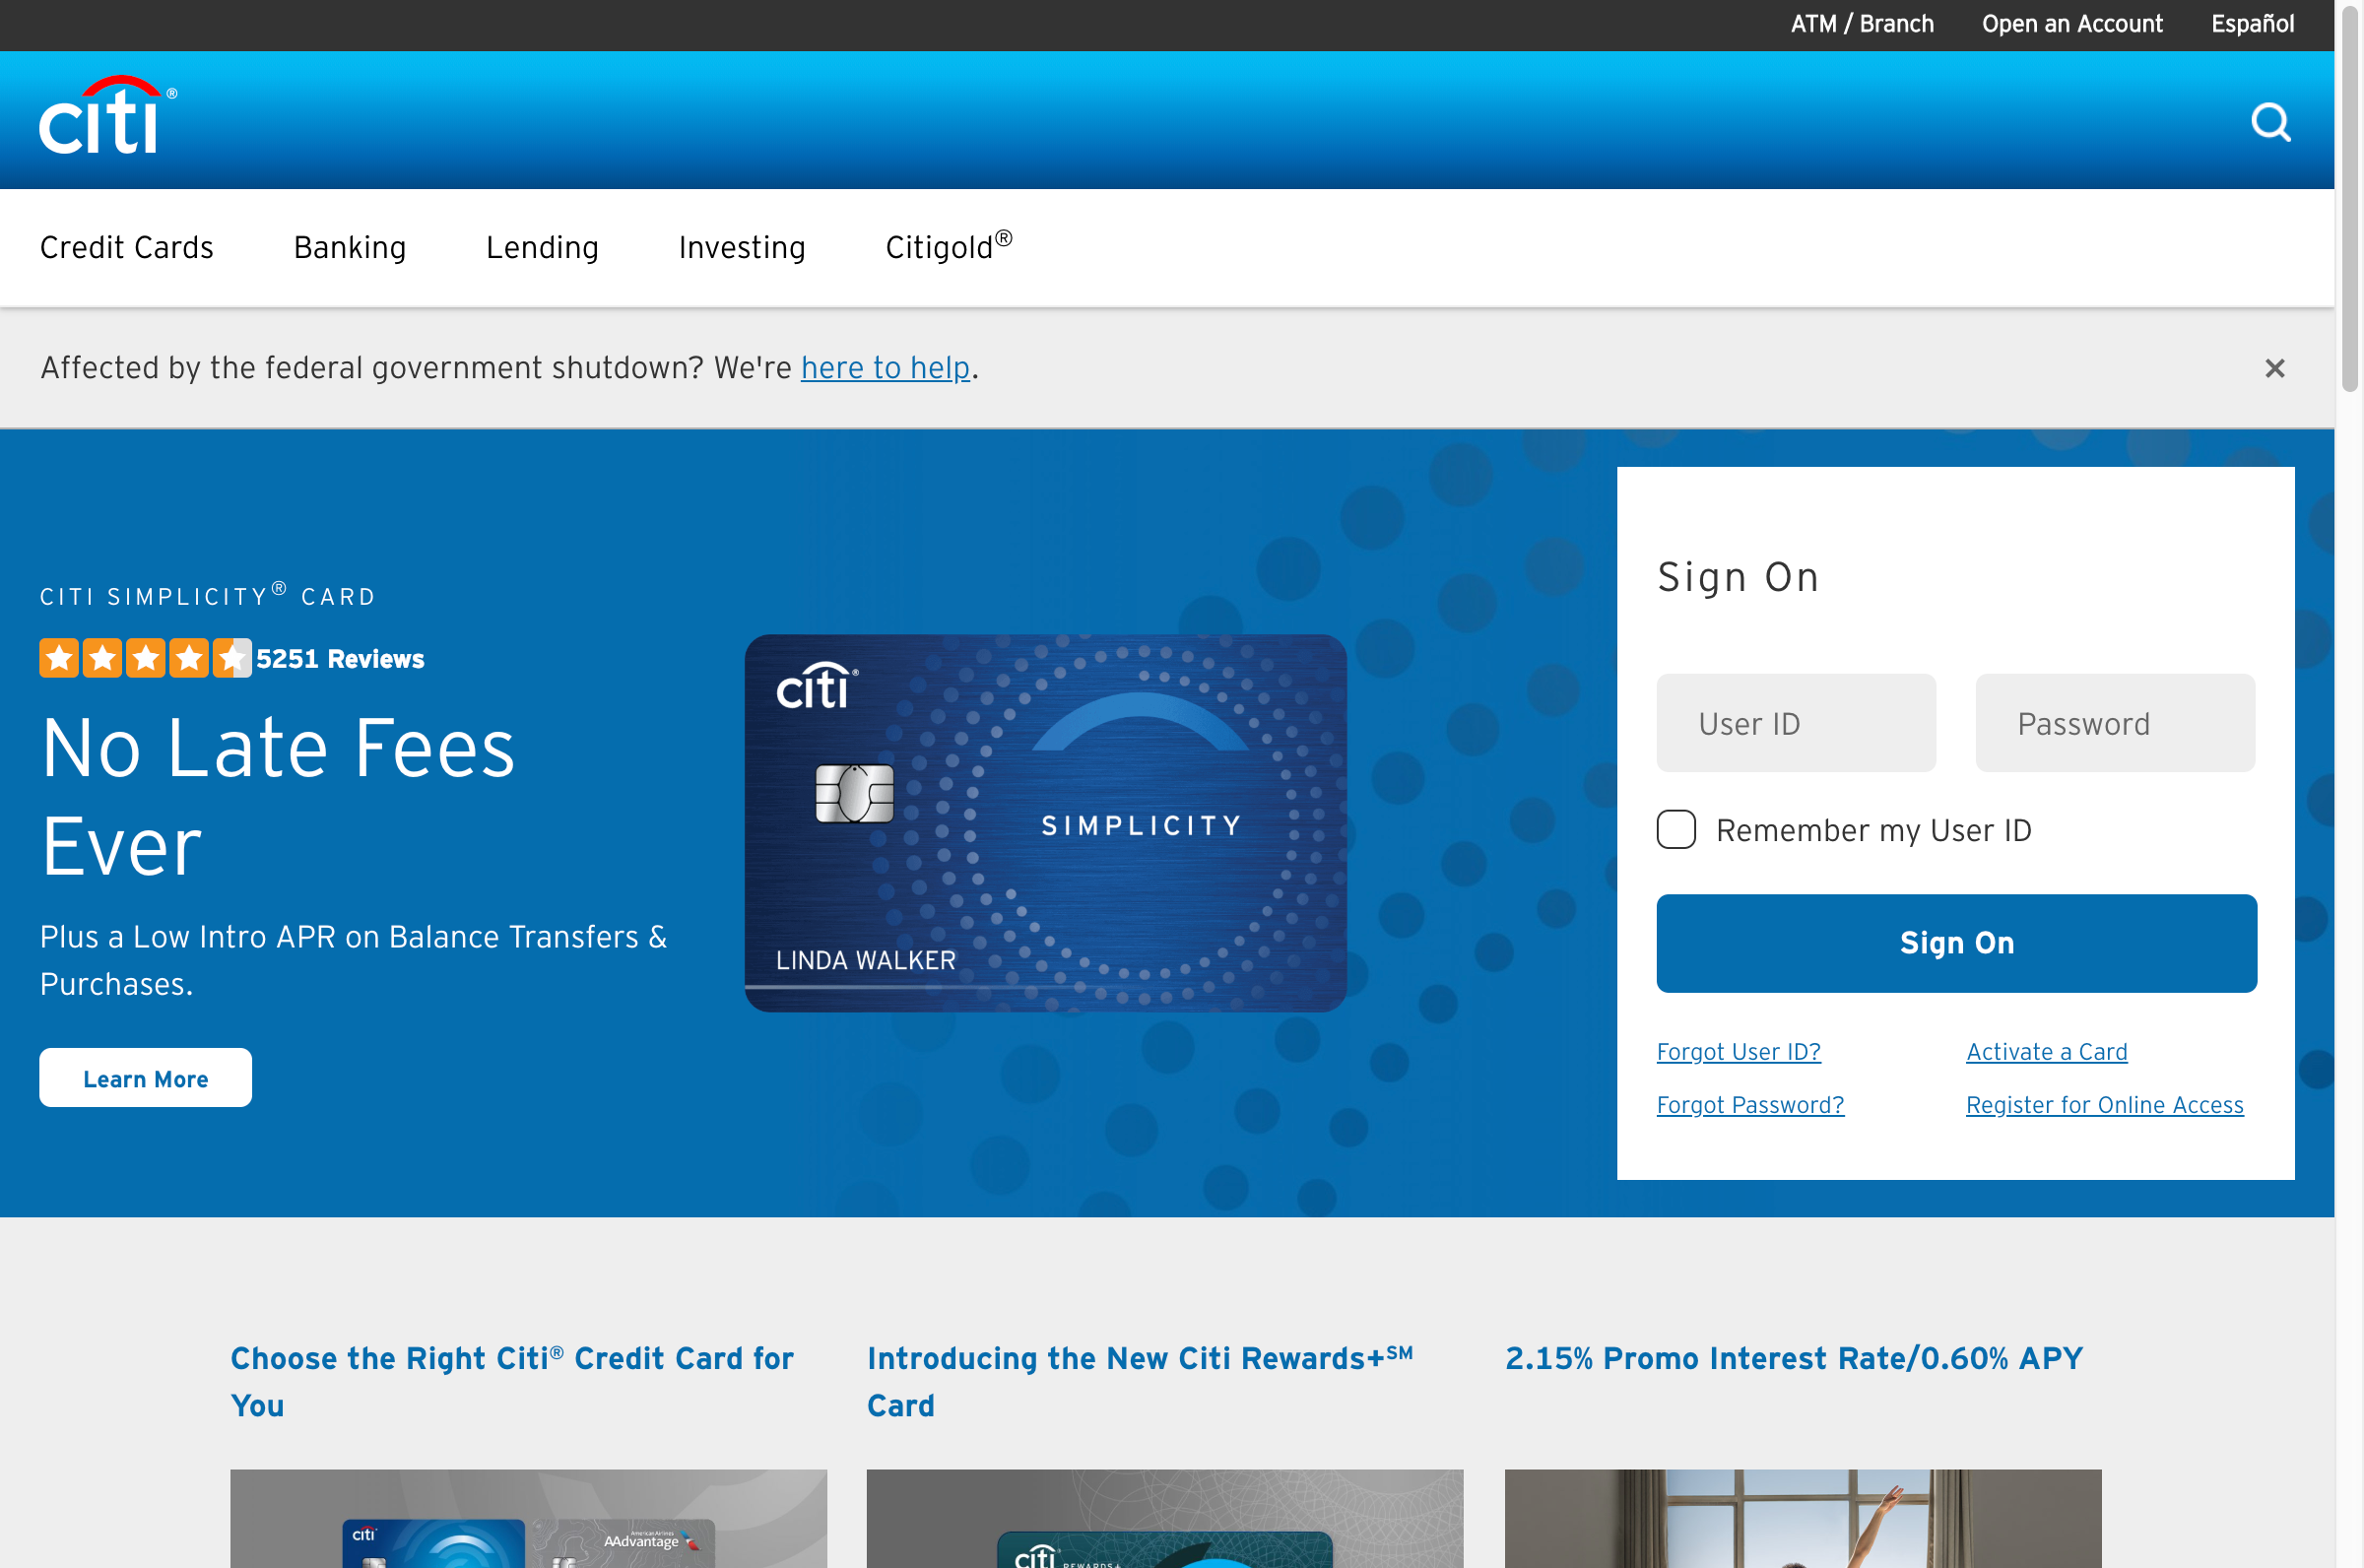 ATM / Branch Open an Account Español
citi®
Credit Cards Banking Lending Investing Citigold®
Affected by the federal government shutdown? We're here to help.
CITI SIMPLICITY® CARD
5251 Reviews
No Late Fees
Ever
Plus a Low Intro APR on Balance Transfers &
Purchases.
Learn More
citi®
SIMPLICITY
LINDA WALKER
Sign On
User ID Password
Remember my User ID
Sign On
Forgot User ID? Activate a Card
Forgot Password? Register for Online Access
Choose the Right Citi® Credit Card for
You
Introducing the New Citi Rewards+℠
Card
2.15% Promo Interest Rate/0.60% APY
citi
American Airlines
AAdvantage
citi REWARDS+